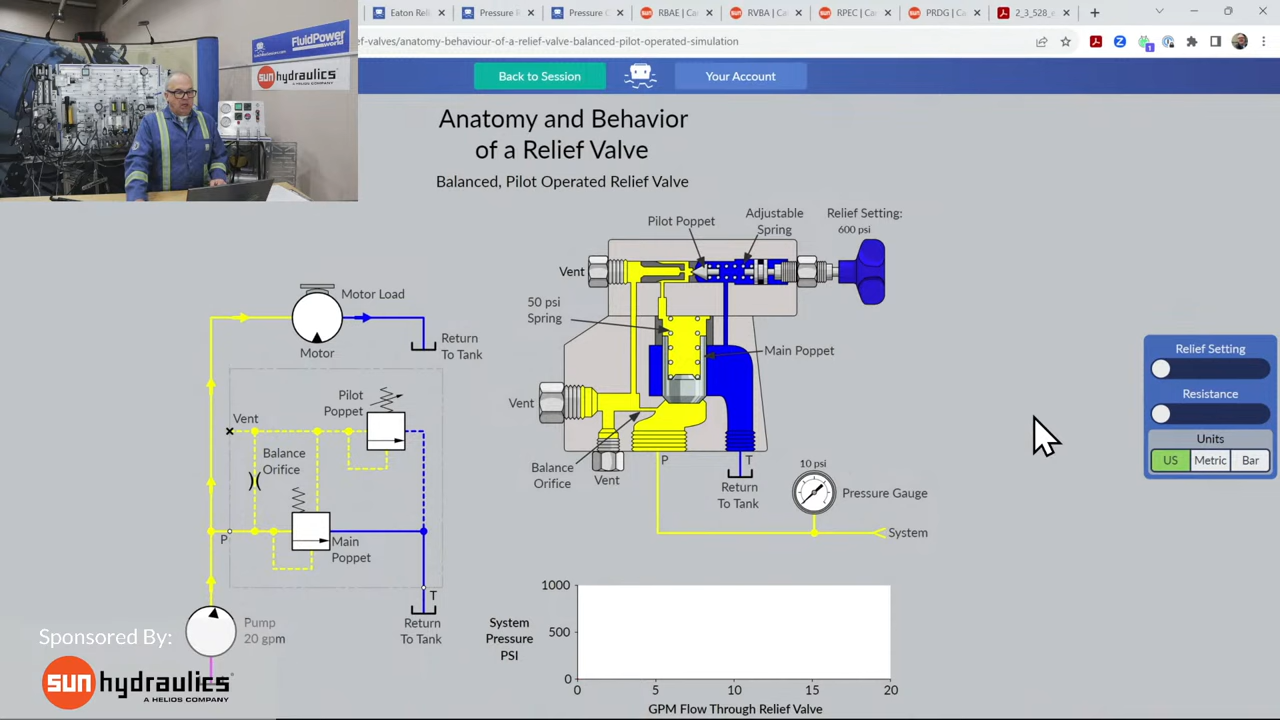 Eaton Reli
Pressure R
Pressure C
RBAE | Ca
RVBA | Ca
RPEC | Ca
PRDG | Ca
2_3_528_e
ef-valves/anatomy-behaviour-of-a-relief-valve-balanced-pilot-operated-simulation
Back to Session
Your Account
FluidPower
world
sun hydraulics
A HELIOS COMPANY
Anatomy and Behavior
of a Relief Valve
Balanced, Pilot Operated Relief Valve
Pilot Poppet
Adjustable
Spring
Relief Setting:
600 psi
Vent
50 psi
Spring
Main Poppet
Vent
Balance
Orifice
Vent
P
T
Return
To Tank
10 psi
Pressure Gauge
System
Motor Load
Motor
Return
To Tank
Pilot
Poppet
Vent
Balance
Orifice
P
Main
Poppet
T
Return
To Tank
Pump
20 gpm
Relief Setting
Resistance
Units
US
Metric
Bar
System
Pressure
PSI
1000
500
0
0
5
10
15
20
GPM Flow Through Relief Valve
Sponsored By:
sun hydraulics
A HELIOS COMPANY